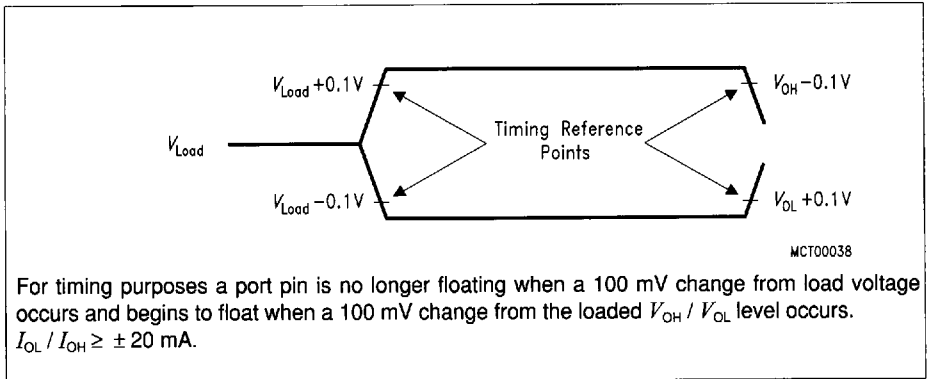 V_Load +0.1V
V_OH −0.1V
V_Load
Timing Reference
Points
V_Load −0.1V
V_OL +0.1V
MCT00038
For timing purposes a port pin is no longer floating when a 100 mV change from load voltage
occurs and begins to float when a 100 mV change from the loaded V_OH / V_OL level occurs.
I_OL / I_OH ≥ ± 20 mA.